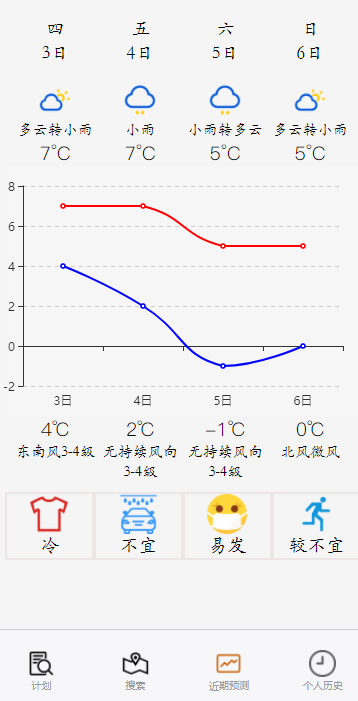 四 五 六 日
3日 4日 5日 6日
多云转小雨 小雨 小雨转多云 多云转小雨
7℃ 7℃ 5℃ 5℃
8
6
4
2
0
-2
3日 4日 5日 6日
4℃ 2℃ -1℃ 0℃
东南风3-4级 无持续风向 无持续风向 北风微风
3-4级 3-4级
冷 不宜 易发 较不宜
计划 搜索 近期预测 个人历史